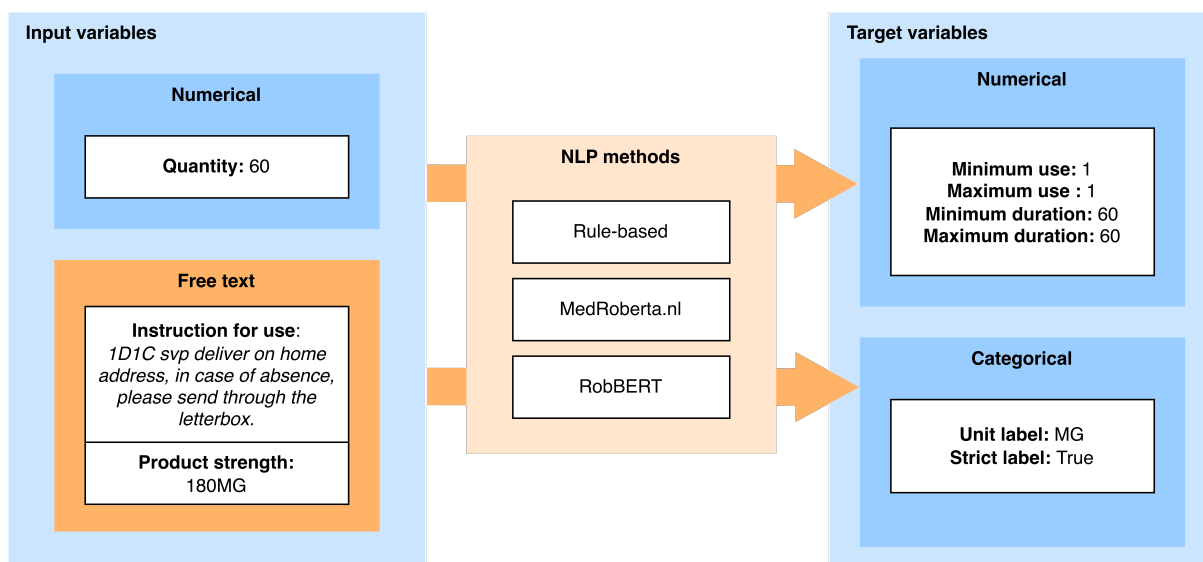 Input variables
Numerical
Quantity: 60
Free text
Instruction for use:
1D1C svp deliver on home
address, in case of absence,
please send through the
letterbox.
Product strength:
180MG
NLP methods
Rule-based
MedRoberta.nl
RobBERT
Target variables
Numerical
Minimum use: 1
Maximum use : 1
Minimum duration: 60
Maximum duration: 60
Categorical
Unit label: MG
Strict label: True